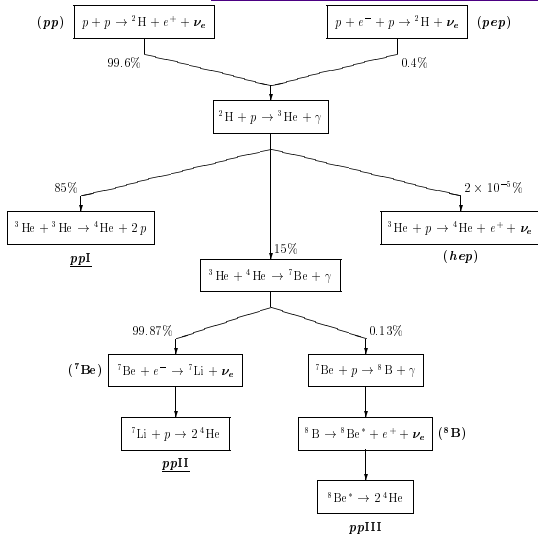 (pp) p + p → ²H + e⁺ + νₑ p + e⁻ + p → ²H + νₑ (pep)
99.6% 0.4%
²H + p → ³He + γ
85% 2 × 10⁻⁵%
³He + ³He → ⁴He + 2p ³He + p → ⁴He + e⁺ + νₑ
ppI (hep)
15%
³He + ⁴He → ⁷Be + γ
99.87% 0.13%
(⁷Be) ⁷Be + e⁻ → ⁷Li + νₑ ⁷Be + p → ⁸B + γ
⁷Li + p → 2 ⁴He ⁸B → ⁸Be* + e⁺ + νₑ (⁸B)
ppII
⁸Be* → 2 ⁴He
ppIII